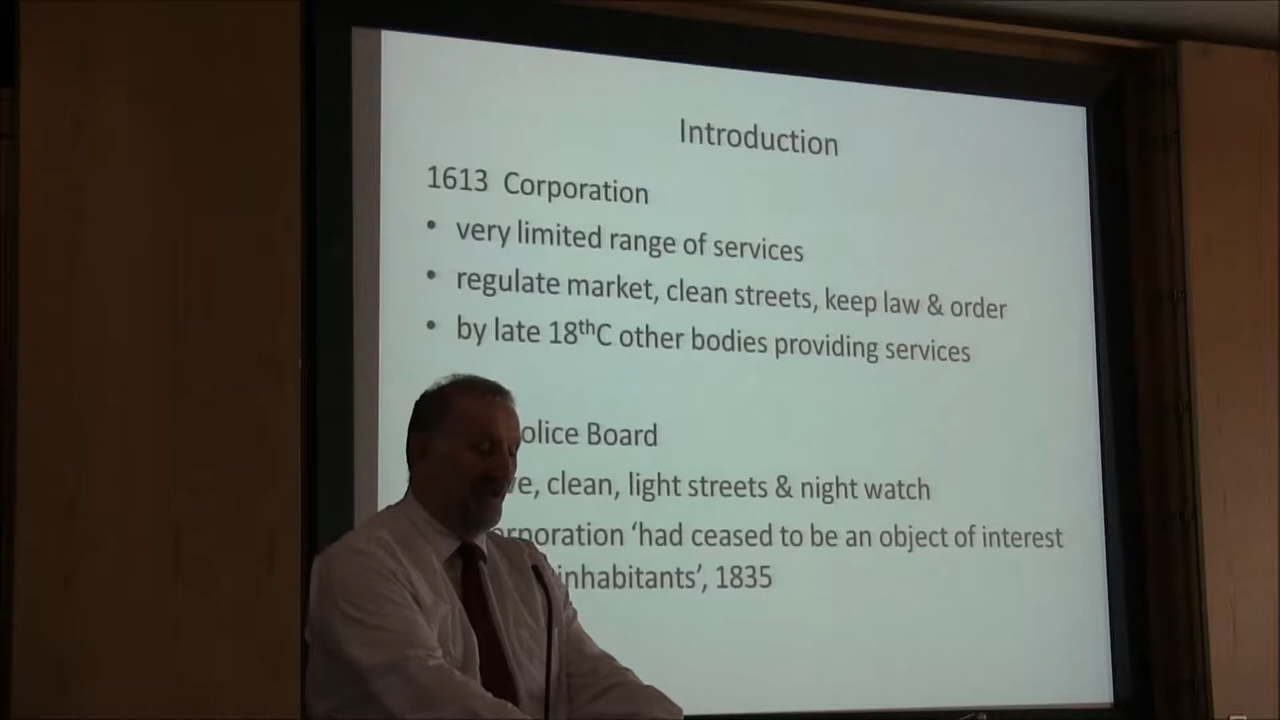 Introduction
1613 Corporation
• very limited range of services
• regulate market, clean streets, keep law & order
• by late 18thC other bodies providing services
olice Board
ve, clean, light streets & night watch
orporation ‘had ceased to be an object of interest
inhabitants’, 1835